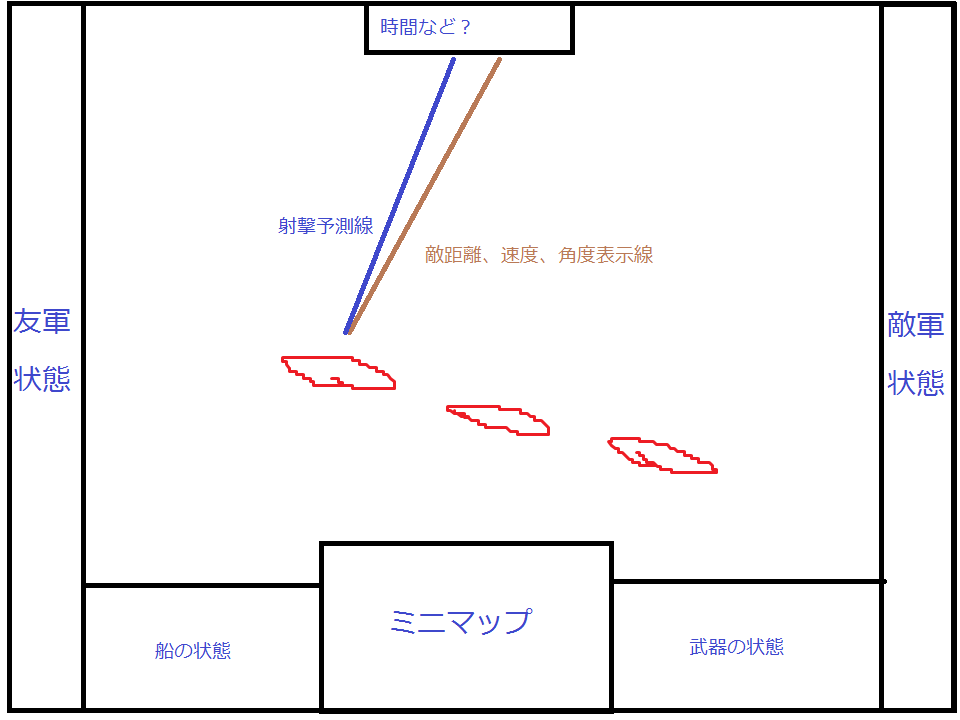 時間など？
射撃予測線
敵距離、速度、角度表示線
友軍
状態
敵軍
状態
ミニマップ
船の状態
武器の状態